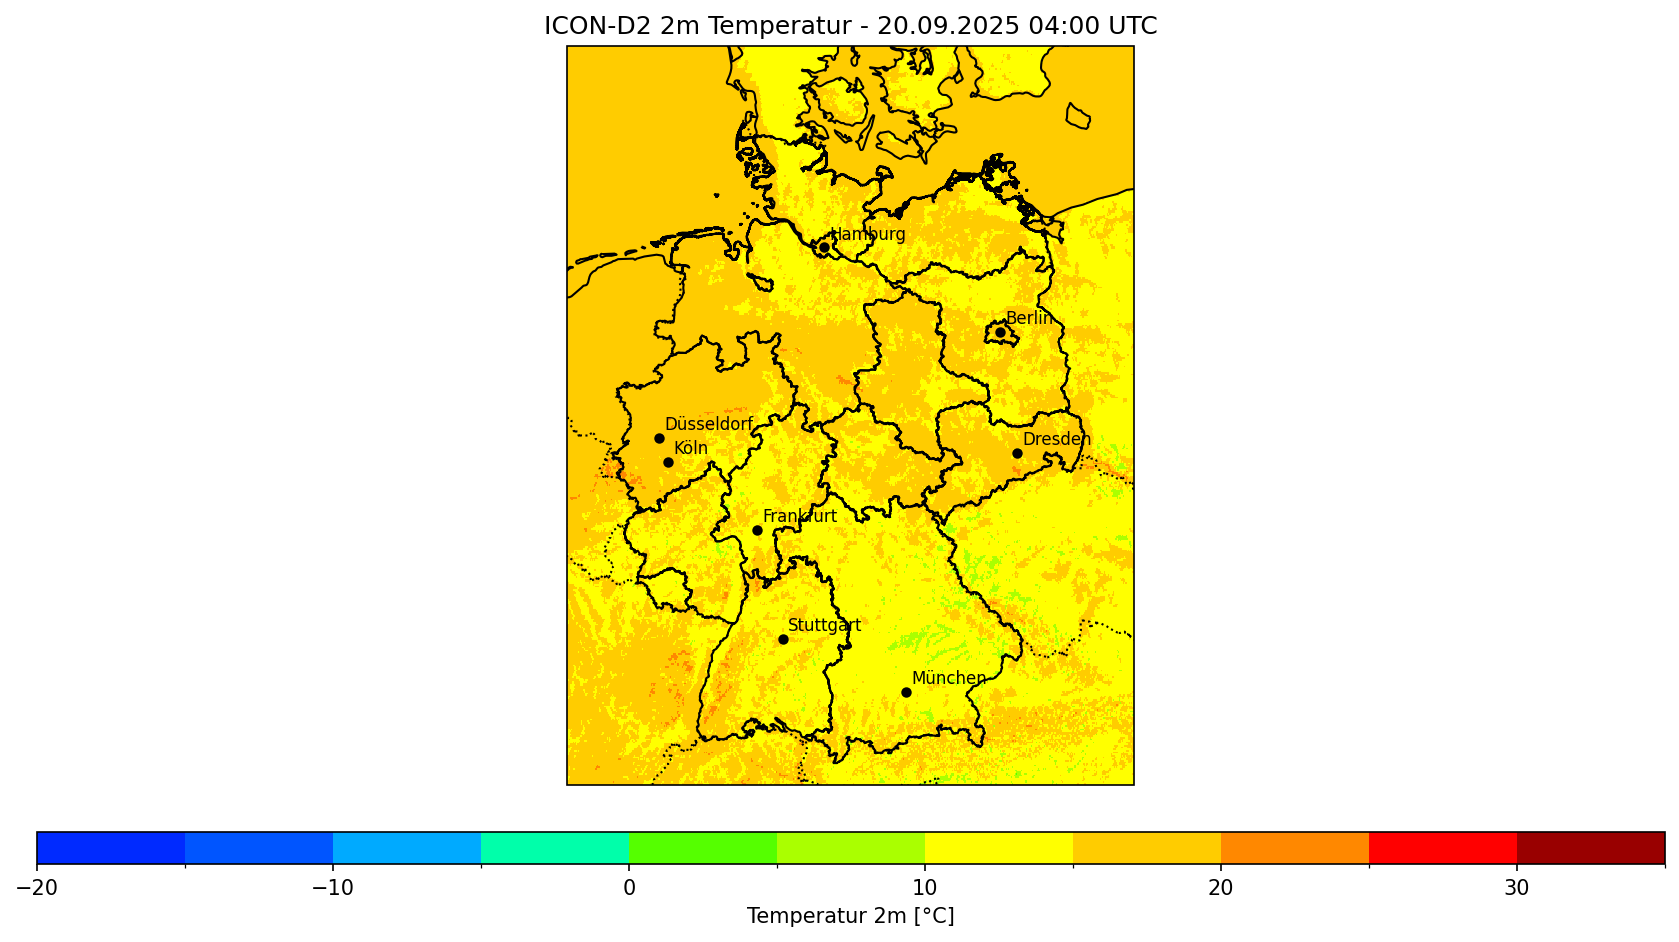 ICON-D2 2m Temperatur - 20.09.2025 04:00 UTC
Hamburg
Berlin
Düsseldorf
Köln
Dresden
Frankfurt
Stuttgart
München
−20 −10 0 10 20 30
Temperatur 2m [°C]